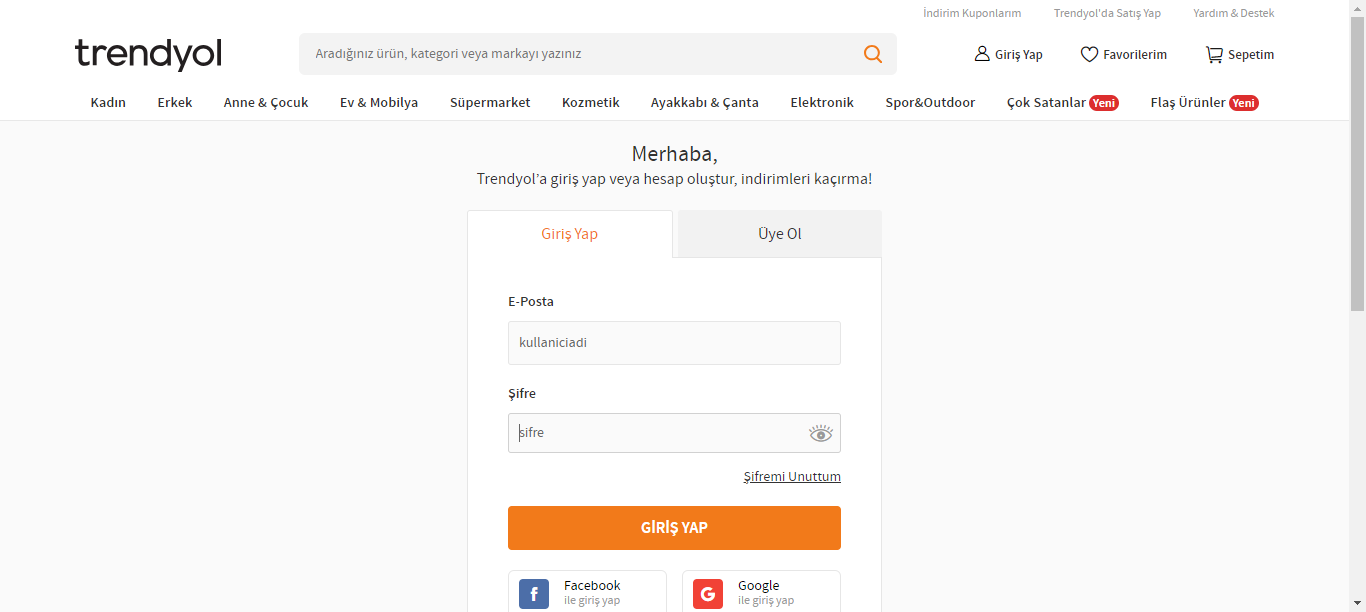 İndirim Kuponlarım Trendyol'da Satış Yap Yardım & Destek
trendyol
Aradığınız ürün, kategori veya markayı yazınız
Giriş Yap Favorilerim Sepetim
Kadın Erkek Anne & Çocuk Ev & Mobilya Süpermarket Kozmetik Ayakkabı & Çanta Elektronik Spor&Outdoor Çok Satanlar Yeni Flaş Ürünler Yeni
Merhaba,
Trendyol’a giriş yap veya hesap oluştur, indirimleri kaçırma!
Giriş Yap Üye Ol
E-Posta
kullaniciadi
Şifre
sifre
Şifremi Unuttum
GİRİŞ YAP
f Facebook G Google
ile giriş yap ile giriş yap